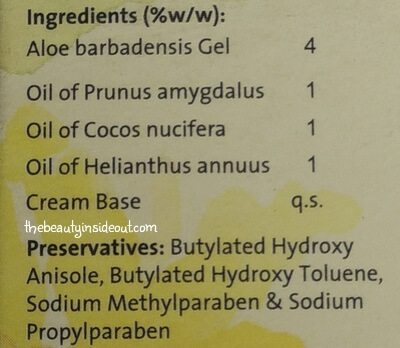 Ingredients (%w/w):
Aloe barbadensis Gel 4
Oil of Prunus amygdalus 1
Oil of Cocos nucifera 1
Oil of Helianthus annuus 1
Cream Base q.s.
thebeautyinsideout.com
Preservatives: Butylated Hydroxy
Anisole, Butylated Hydroxy Toluene,
Sodium Methylparaben & Sodium
Propylparaben